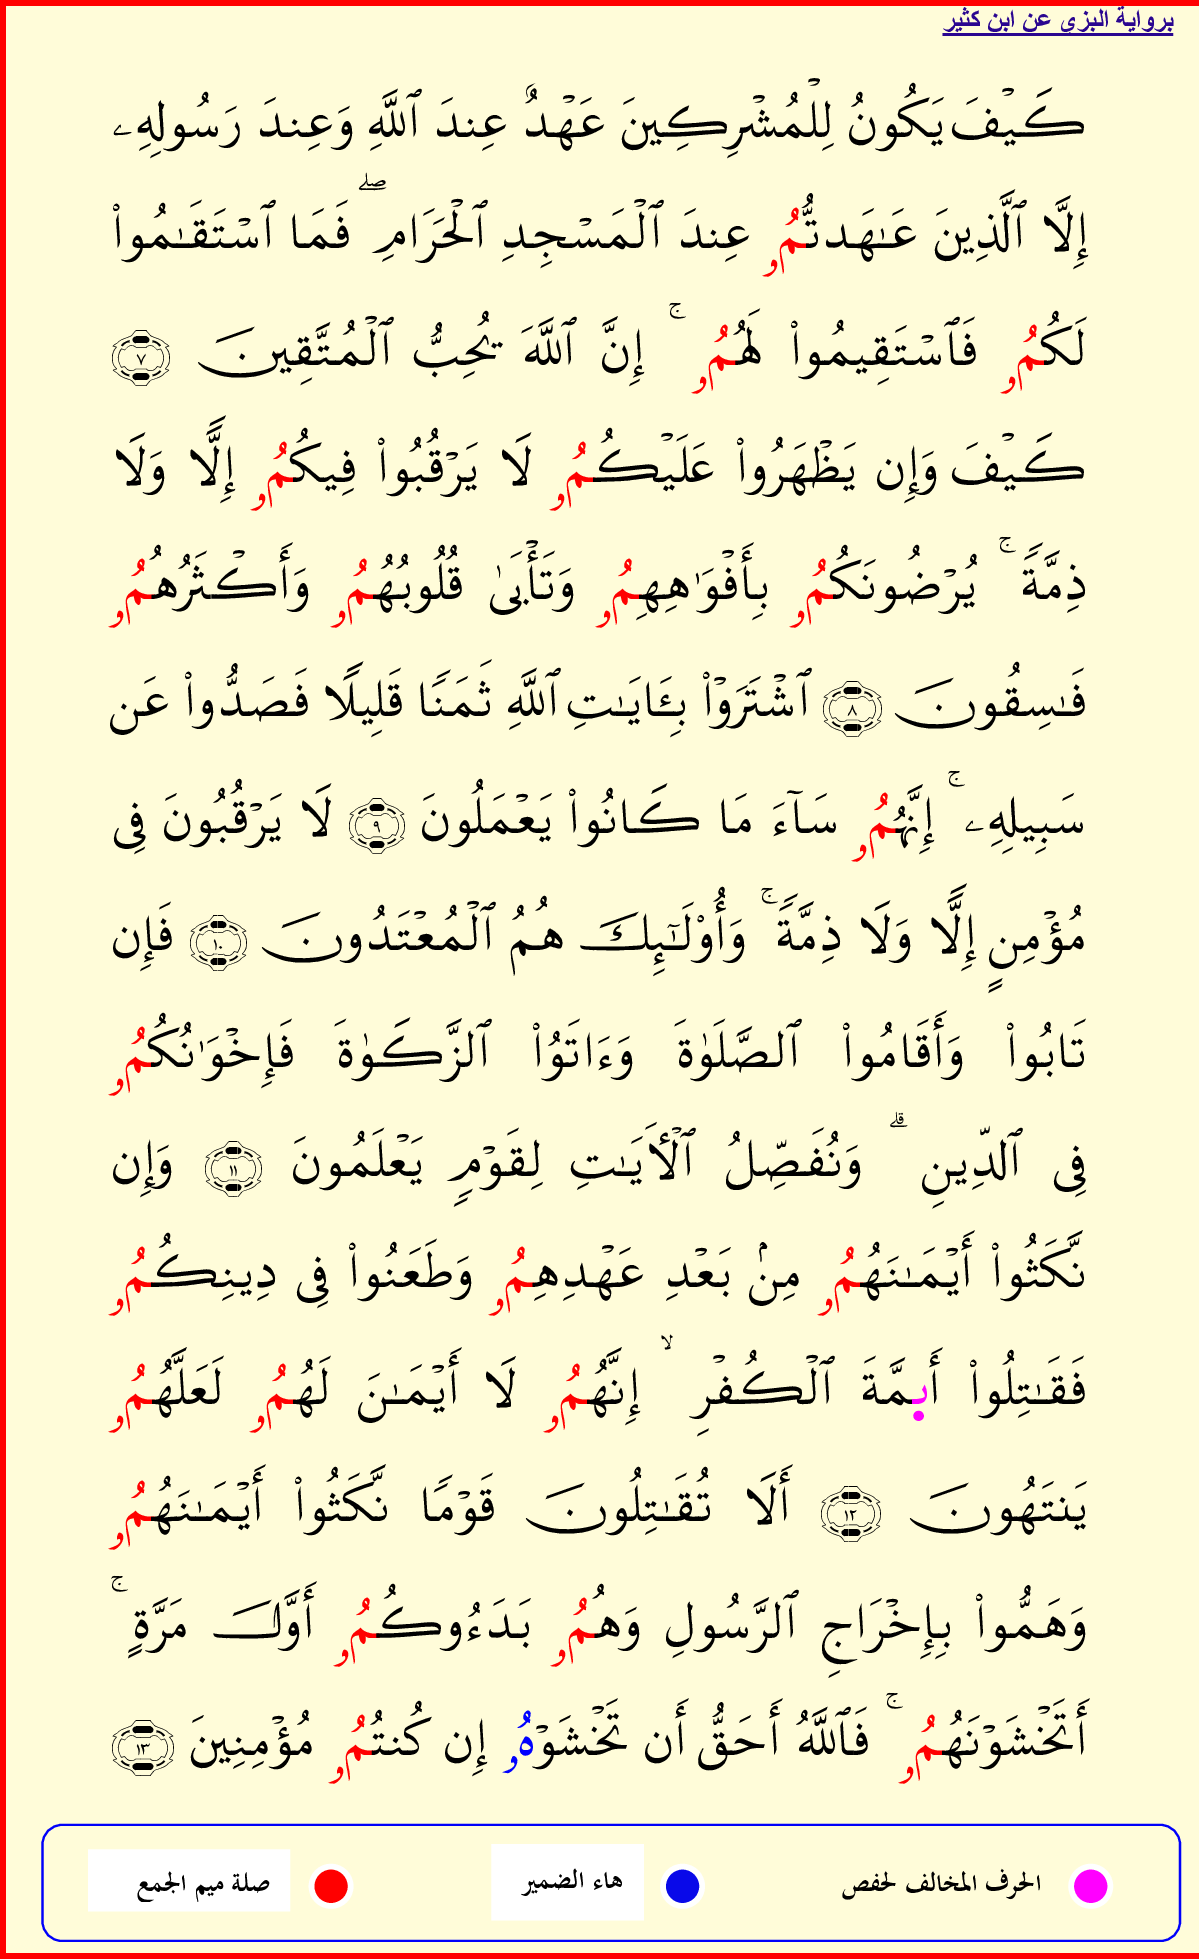 برواية البزى عن ابن كثير
كَيۡفَ يَكُونُ لِلۡمُشۡرِكِينَ عَهۡدٌ عِندَ ٱللَّهِ وَعِندَ رَسُولِهِۦ
إِلَّا ٱلَّذِينَ عَٰهَدتُّمُۥ عِندَ ٱلۡمَسۡجِدِ ٱلۡحَرَامِۖ فَمَا ٱسۡتَقَٰمُواْ
لَكُمُۥ فَٱسۡتَقِيمُواْ لَهُمُۥۚ إِنَّ ٱللَّهَ يُحِبُّ ٱلۡمُتَّقِينَ ٧
كَيۡفَ وَإِن يَظۡهَرُواْ عَلَيۡكُمُۥ لَا يَرۡقُبُواْ فِيكُمُۥ إِلّٗا وَلَا
ذِمَّةٗۚ يُرۡضُونَكُمُۥ بِأَفۡوَٰهِهِمُۥ وَتَأۡبَىٰ قُلُوبُهُمُۥ وَأَكۡثَرُهُمُۥ
فَٰسِقُونَ ٨ ٱشۡتَرَوۡاْ بِـَٔايَٰتِ ٱللَّهِ ثَمَنٗا قَلِيلٗا فَصَدُّواْ عَن
سَبِيلِهِۦۚ إِنَّهُمُۥ سَآءَ مَا كَانُواْ يَعۡمَلُونَ ٩ لَا يَرۡقُبُونَ فِى
مُؤۡمِنٍ إِلّٗا وَلَا ذِمَّةٗۚ وَأُوْلَٰٓئِكَ هُمُ ٱلۡمُعۡتَدُونَ ١٠ فَإِن
تَابُواْ وَأَقَامُواْ ٱلصَّلَوٰةَ وَءَاتَوُاْ ٱلزَّكَوٰةَ فَإِخۡوَٰنُكُمُۥ
فِى ٱلدِّينِۗ وَنُفَصِّلُ ٱلۡأٓيَٰتِ لِقَوۡمٍ يَعۡلَمُونَ ١١ وَإِن
نَّكَثُواْ أَيۡمَٰنَهُمُۥ مِنۢ بَعۡدِ عَهۡدِهِمُۥ وَطَعَنُواْ فِى دِينِكُمُۥ
فَقَٰتِلُواْ أَيِمَّةَ ٱلۡكُفۡرِۙ إِنَّهُمُۥ لَا أَيۡمَٰنَ لَهُمُۥ لَعَلَّهُمُۥ
يَنتَهُونَ ١٢ أَلَا تُقَٰتِلُونَ قَوۡمٗا نَّكَثُواْ أَيۡمَٰنَهُمُۥ
وَهَمُّواْ بِإِخۡرَاجِ ٱلرَّسُولِ وَهُمُۥ بَدَءُوكُمُۥ أَوَّلَ مَرَّةٍۚ
أَتَخۡشَوۡنَهُمُۥۚ فَٱللَّهُ أَحَقُّ أَن تَخۡشَوۡهُۥ إِن كُنتُمُۥ مُؤۡمِنِينَ ١٣
الحرف المخالف لحفص هاء الضمير صلة ميم الجمع